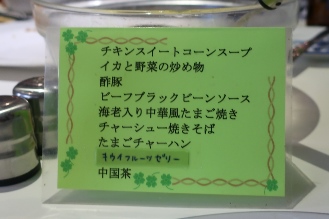 チキンスイートコーンスープ
イカと野菜の炒め物
酢豚
ビーフブラックビーンソース
海老入り中華風たまご焼き
チャーシュー焼きそば
たまごチャーハン
キウイフルーツゼリー
中国茶